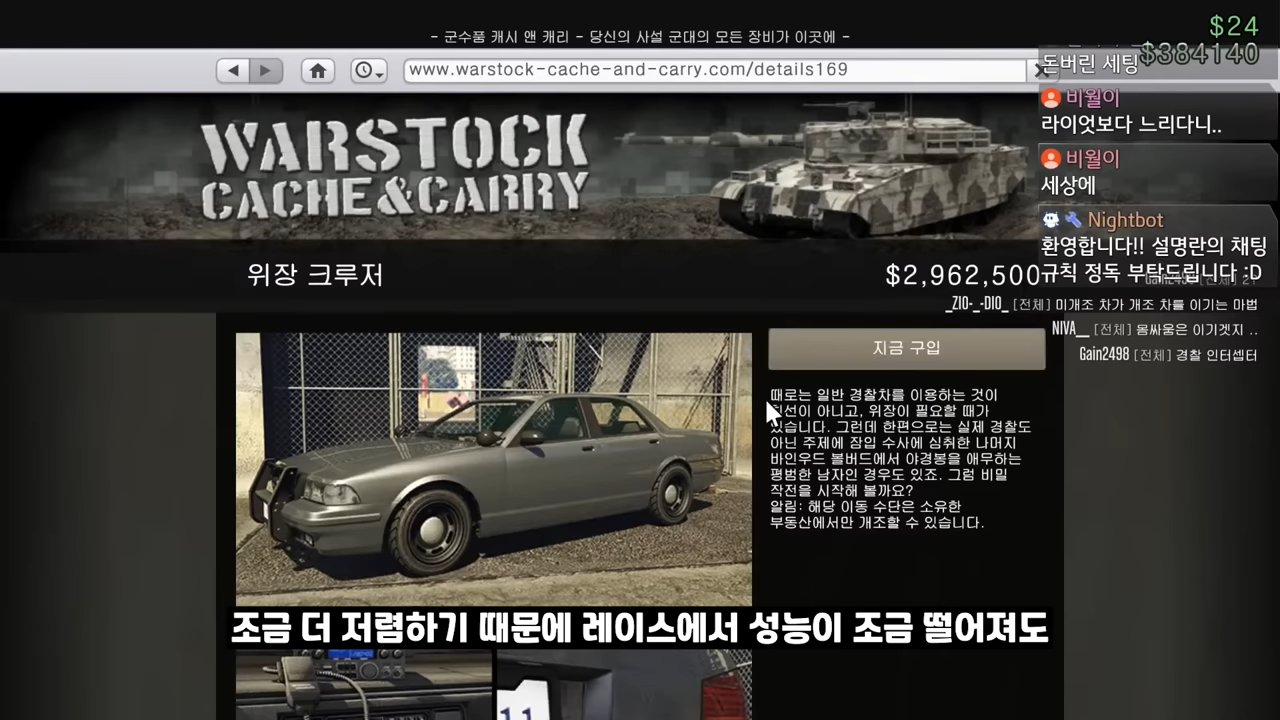 - 군수품 캐시 앤 캐리 - 당신의 사설 군대의 모든 장비가 이곳에 -
$24
$384140
www.warstock-cache-and-carry.com/details169
돈버린 세팅
비월이
라이엇보다 느리다니..
비월이
세상에
Nightbot
환영합니다!! 설명란의 채팅
규칙 정독 부탁드립니다 :D
WARSTOCK
CACHE&CARRY
위장 크루저
$2,962,500
_ZIO-_-DIO_ [전체] 미개조 차가 개조 차를 이기는 마법
NIVA__ [전체] 몸싸움은 이기겟지 ..
Gain2498 [전체] 경찰 인터셉터
지금 구입
때로는 일반 경찰차를 이용하는 것이
아니고, 위장이 필요할 때가
있습니다. 그런데 한편으로는 실제 경찰도
아닌 주제에 잠입 수사에 심취한 나머지
바인우드 볼버드에서 야경봉을 애무하는
평범한 남자인 경우도 있죠. 그럼 비밀
작전을 시작해 볼까요?
알림: 해당 이동 수단은 소유한
부동산에서만 개조할 수 있습니다.
조금 더 저렴하기 때문에 레이스에서 성능이 조금 떨어져도
11